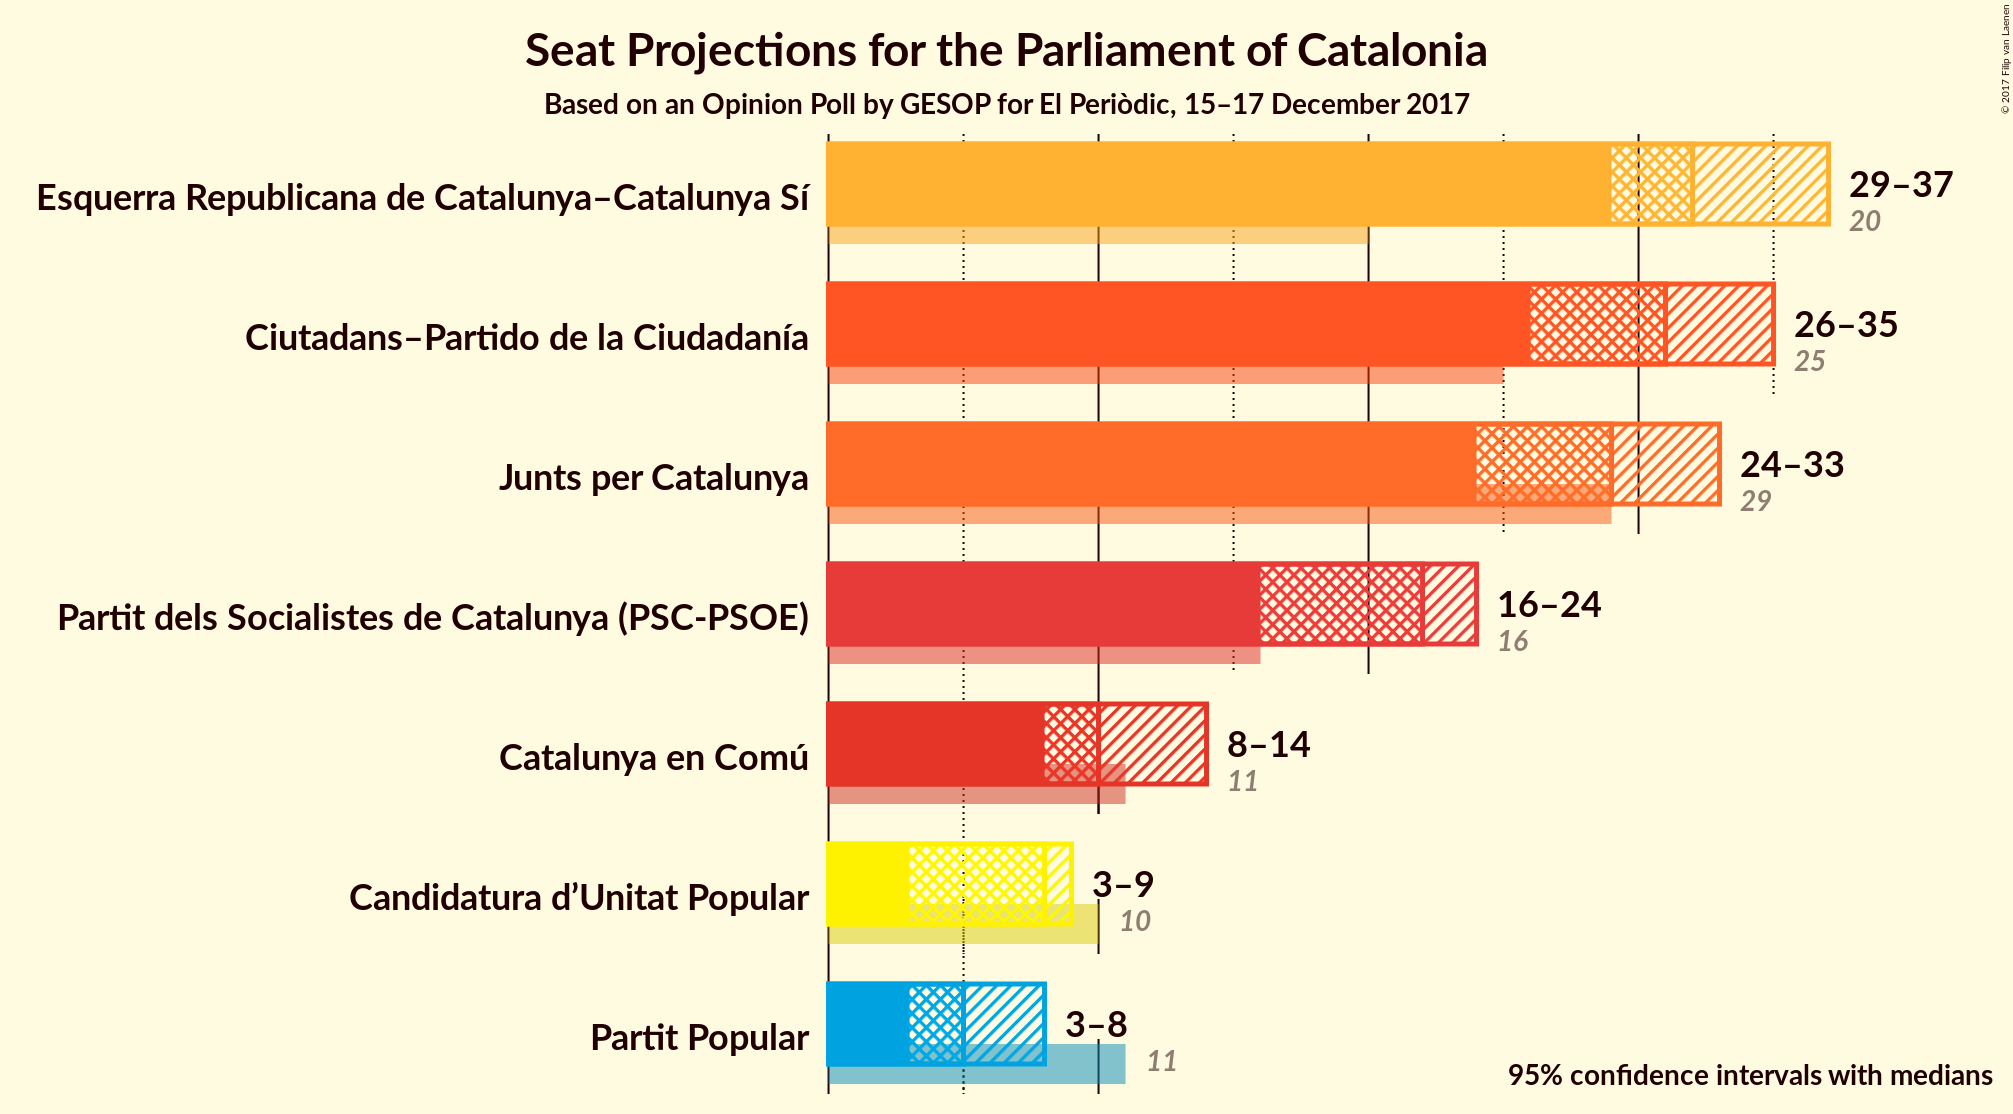 Seat Projections for the Parliament of Catalonia
Based on an Opinion Poll by GESOP for El Periòdic, 15–17 December 2017
© 2017 Filip van Laenen
Esquerra Republicana de Catalunya–Catalunya Sí
29–37
20
Ciutadans–Partido de la Ciudadanía
26–35
25
Junts per Catalunya
24–33
29
Partit dels Socialistes de Catalunya (PSC-PSOE)
16–24
16
Catalunya en Comú
8–14
11
Candidatura d’Unitat Popular
3–9
10
Partit Popular
3–8
11
95% confidence intervals with medians